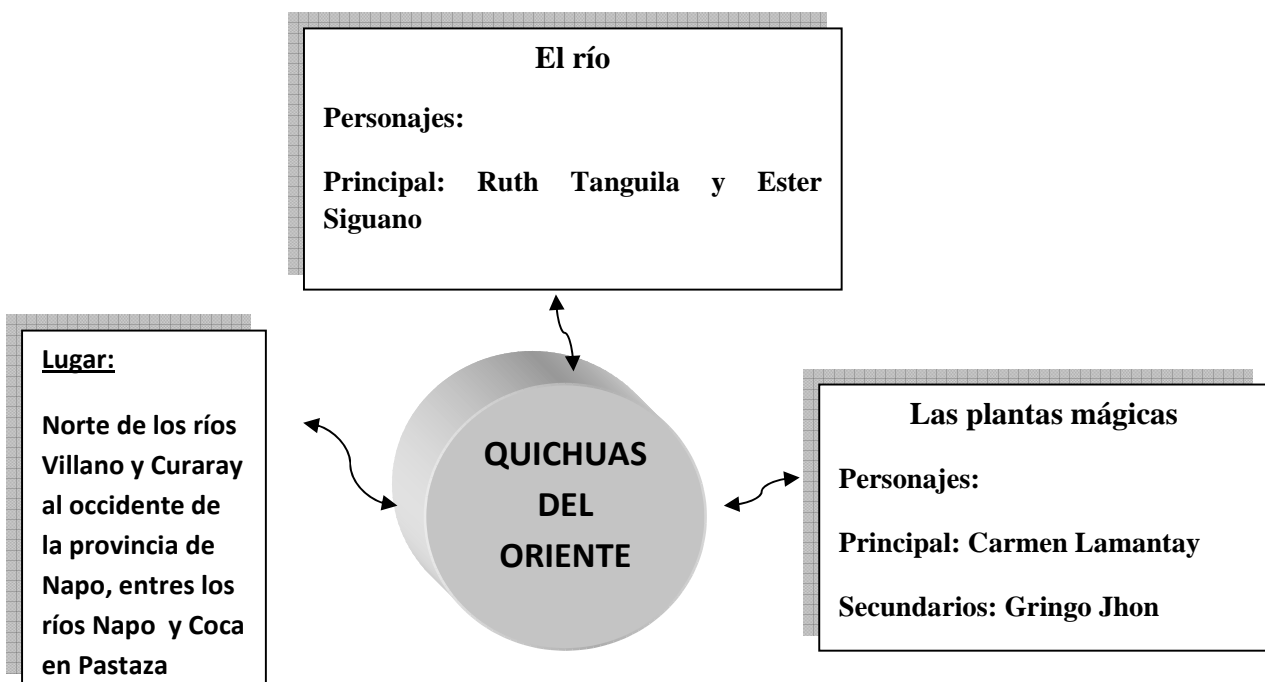 El río
Personajes:
Principal: Ruth Tanguila y Ester
Siguano
Lugar:
Norte de los ríos
Villano y Curaray
al occidente de
la provincia de
Napo, entres los
ríos Napo y Coca
en Pastaza
QUICHUAS
DEL
ORIENTE
Las plantas mágicas
Personajes:
Principal: Carmen Lamantay
Secundarios: Gringo Jhon